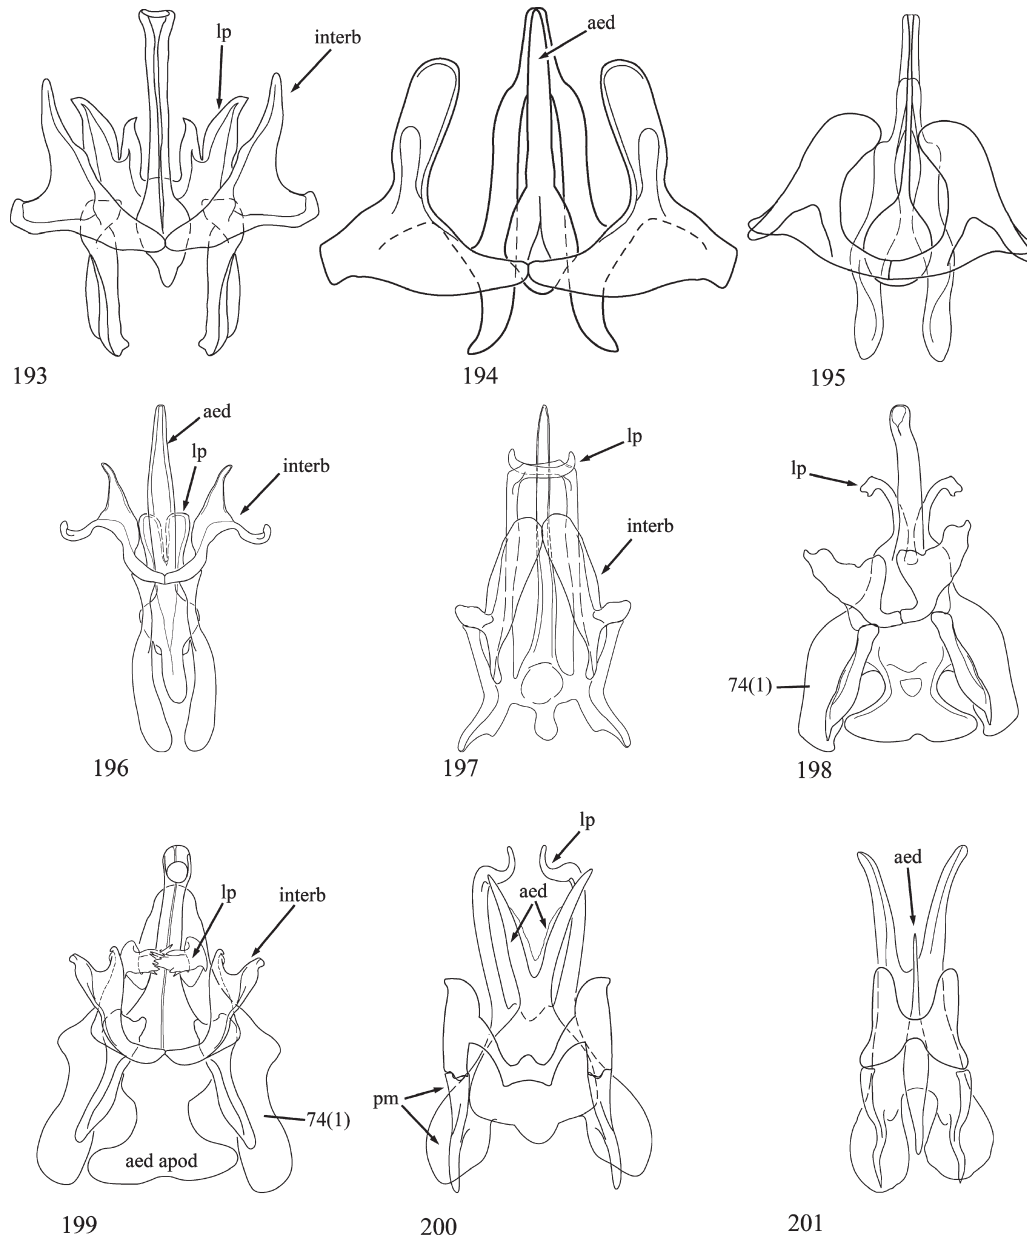 lp
interb
aed
193
194
195
aed
lp
interb
lp
interb
lp
74(1)
196
197
198
lp
interb
74(1)
aed apod
lp
aed
pm
aed
199
200
201